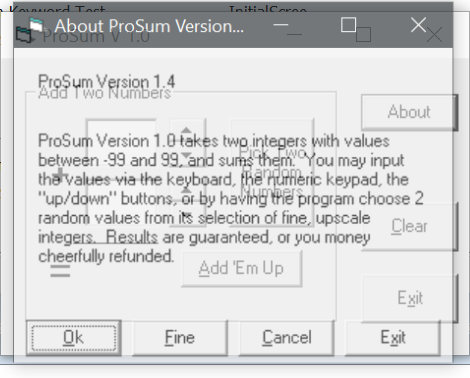 Keyword Test InitialScree
About ProSum Version...
ProSum V 1.0
ProSum Version 1.4
Add Two Numbers
About
ProSum Version 1.0 takes two integers with values
between -99 and 99, and sums them. You may input
the values via the keyboard, the numeric keypad, the
"up/down" buttons, or by having the program choose 2
random values from its selection of fine, upscale
integers. Results are guaranteed, or you money
cheerfully refunded.
Pick Two
Random
Numbers
+
Clear
=
Add 'Em Up
Exit
Ok Fine Cancel Exit